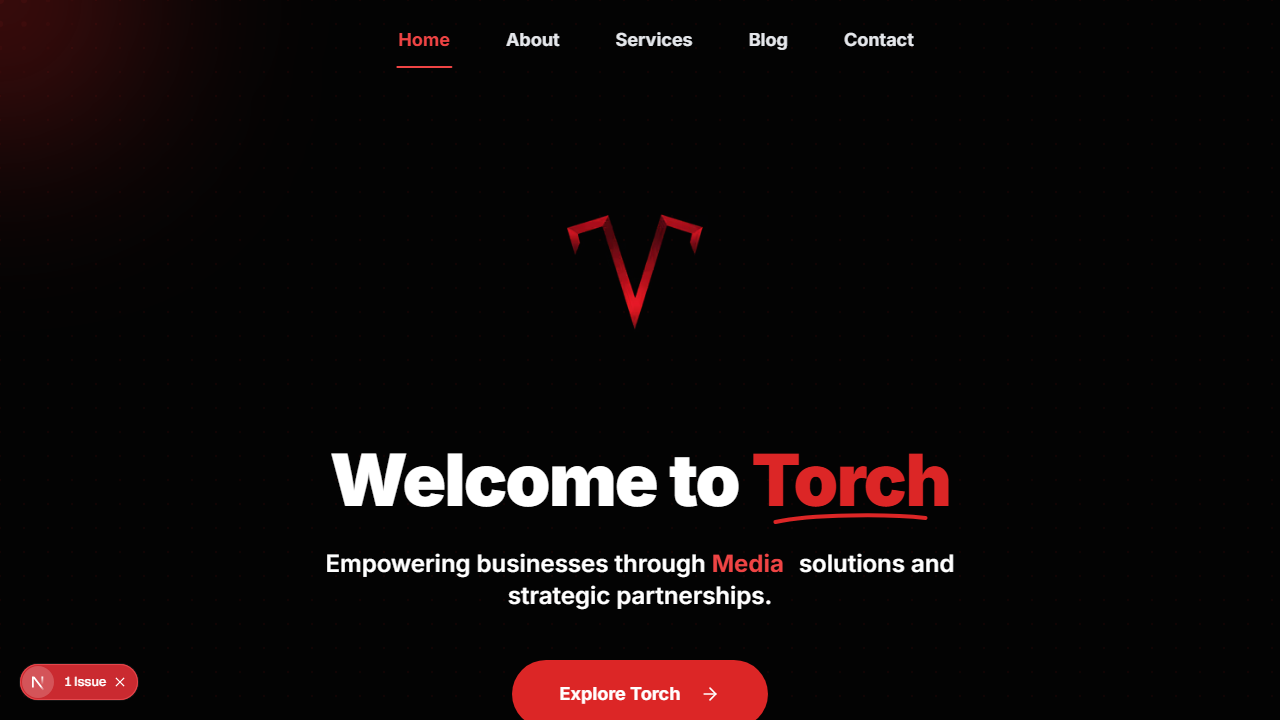 Home About Services Blog Contact
Welcome to Torch
Empowering businesses through Media solutions and
strategic partnerships.
Explore Torch
N 1 Issue